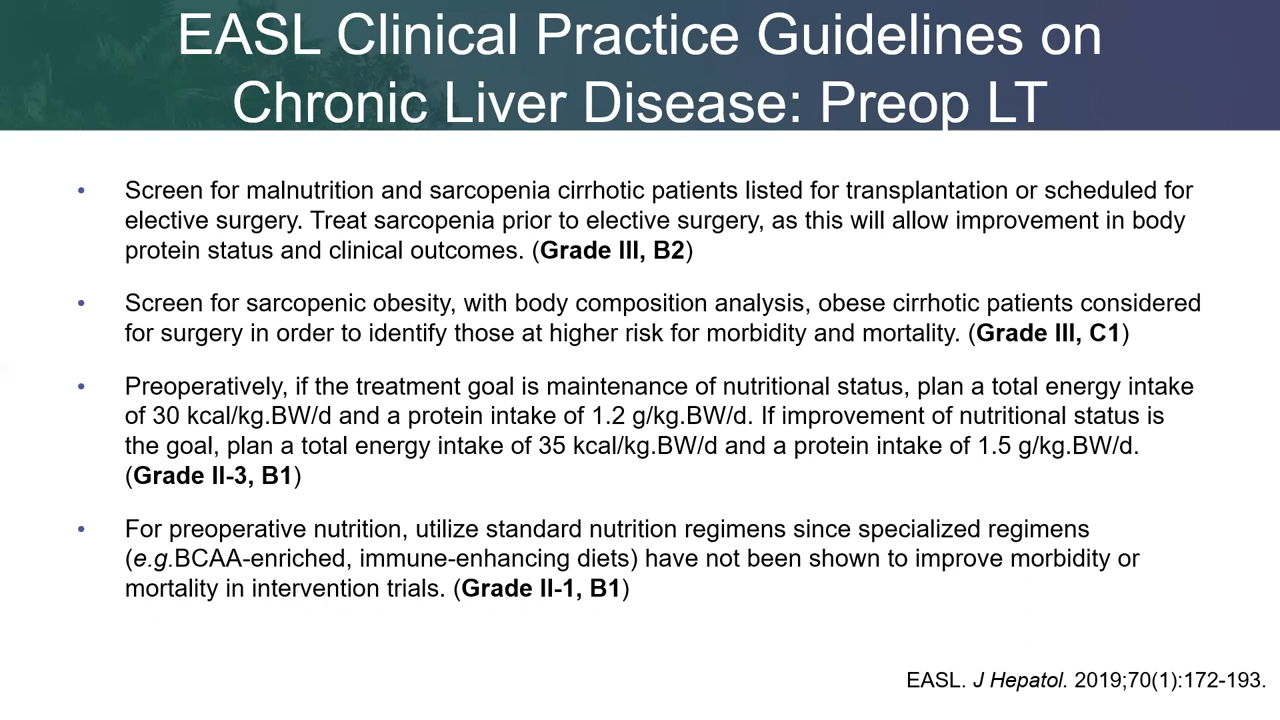 EASL Clinical Practice Guidelines on
Chronic Liver Disease: Preop LT
• Screen for malnutrition and sarcopenia cirrhotic patients listed for transplantation or scheduled for
elective surgery. Treat sarcopenia prior to elective surgery, as this will allow improvement in body
protein status and clinical outcomes. (Grade III, B2)
• Screen for sarcopenic obesity, with body composition analysis, obese cirrhotic patients considered
for surgery in order to identify those at higher risk for morbidity and mortality. (Grade III, C1)
• Preoperatively, if the treatment goal is maintenance of nutritional status, plan a total energy intake
of 30 kcal/kg.BW/d and a protein intake of 1.2 g/kg.BW/d. If improvement of nutritional status is
the goal, plan a total energy intake of 35 kcal/kg.BW/d and a protein intake of 1.5 g/kg.BW/d.
(Grade II-3, B1)
• For preoperative nutrition, utilize standard nutrition regimens since specialized regimens
(e.g.BCAA-enriched, immune-enhancing diets) have not been shown to improve morbidity or
mortality in intervention trials. (Grade II-1, B1)
EASL. J Hepatol. 2019;70(1):172-193.